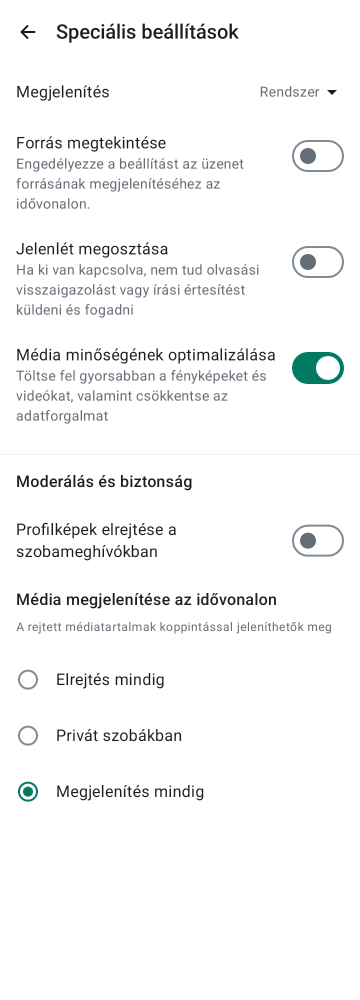 Speciális beállítások
Megjelenítés
Rendszer
Forrás megtekintése
Engedélyezze a beállítást az üzenet
forrásának megjelenítéséhez az
idővonalon.
Jelenlét megosztása
Ha ki van kapcsolva, nem tud olvasási
visszaigazolást vagy írási értesítést
küldeni és fogadni
Média minőségének optimalizálása
Töltse fel gyorsabban a fényképeket és
videókat, valamint csökkentse az
adatforgalmat
Moderálás és biztonság
Profilképek elrejtése a
szobameghívókban
Média megjelenítése az idővonalon
A rejtett médiatartalmak koppintással jeleníthetők meg
Elrejtés mindig
Privát szobákban
Megjelenítés mindig